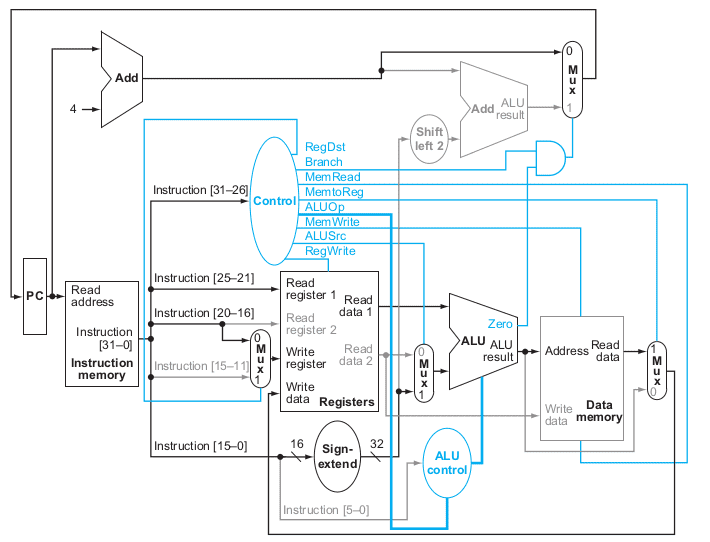 0
M
u
x
1
Add
4
Add
ALU
result
Shift
left 2
RegDst
Branch
MemRead
MemtoReg
ALUOp
MemWrite
ALUSrc
RegWrite
Control
Instruction [31–26]
Instruction [25–21]
Instruction [20–16]
Instruction [15–11]
Instruction [15–0]
Instruction [5–0]
PC
Read
address
Instruction
[31–0]
Instruction
memory
0
M
u
x
1
Read
register 1
Read
register 2
Write
register
Write
data
Read
data 1
Read
data 2
Registers
0
M
u
x
1
Zero
ALU
ALU
result
Address
Read
data
Write
data
Data
memory
1
M
u
x
0
16
Sign-
extend
32
ALU
control